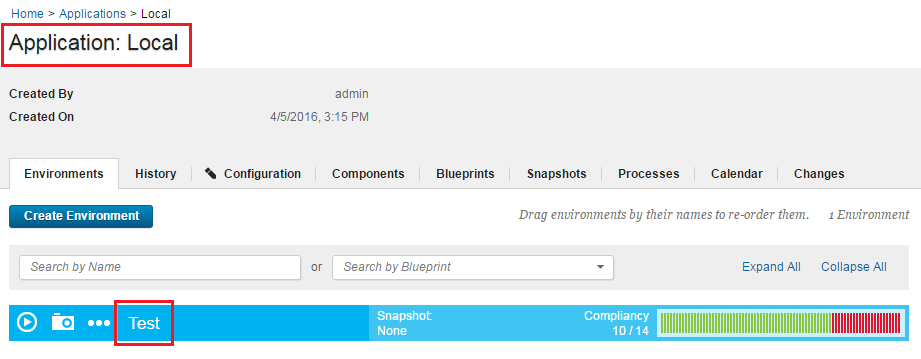 Home > Applications > Local
Application: Local
Created By admin
Created On 4/5/2016, 3:15 PM
Environments History Configuration Components Blueprints Snapshots Processes Calendar Changes
Create Environment Drag environments by their names to re-order them. 1 Environment
Search by Name or Search by Blueprint Expand All Collapse All
Test Snapshot: Compliancy
None 10 / 14